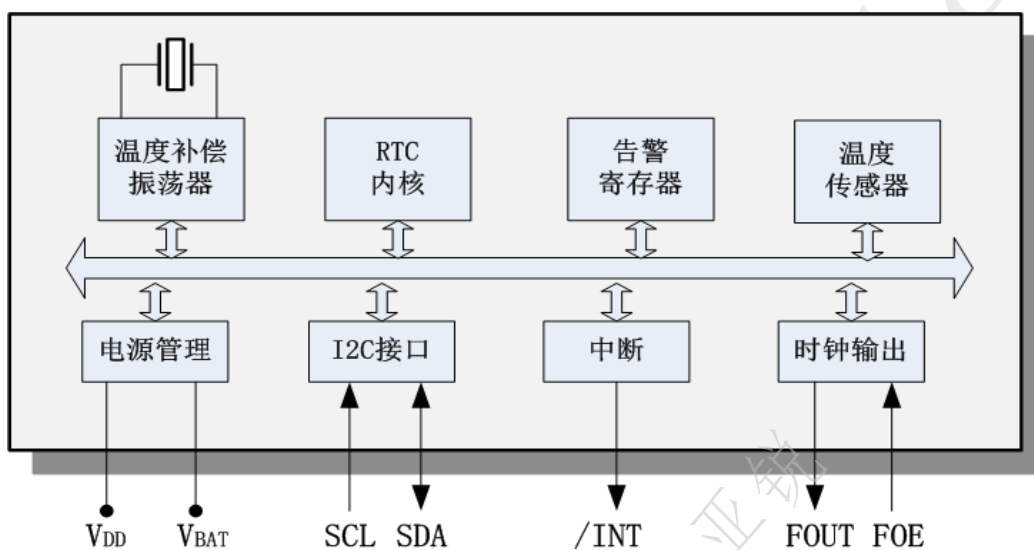 温度补偿
振荡器
RTC
内核
告警
寄存器
温度
传感器
电源管理
I2C接口
中断
时钟输出
VDD
VBAT
SCL
SDA
/INT
FOUT
FOE
亚锐